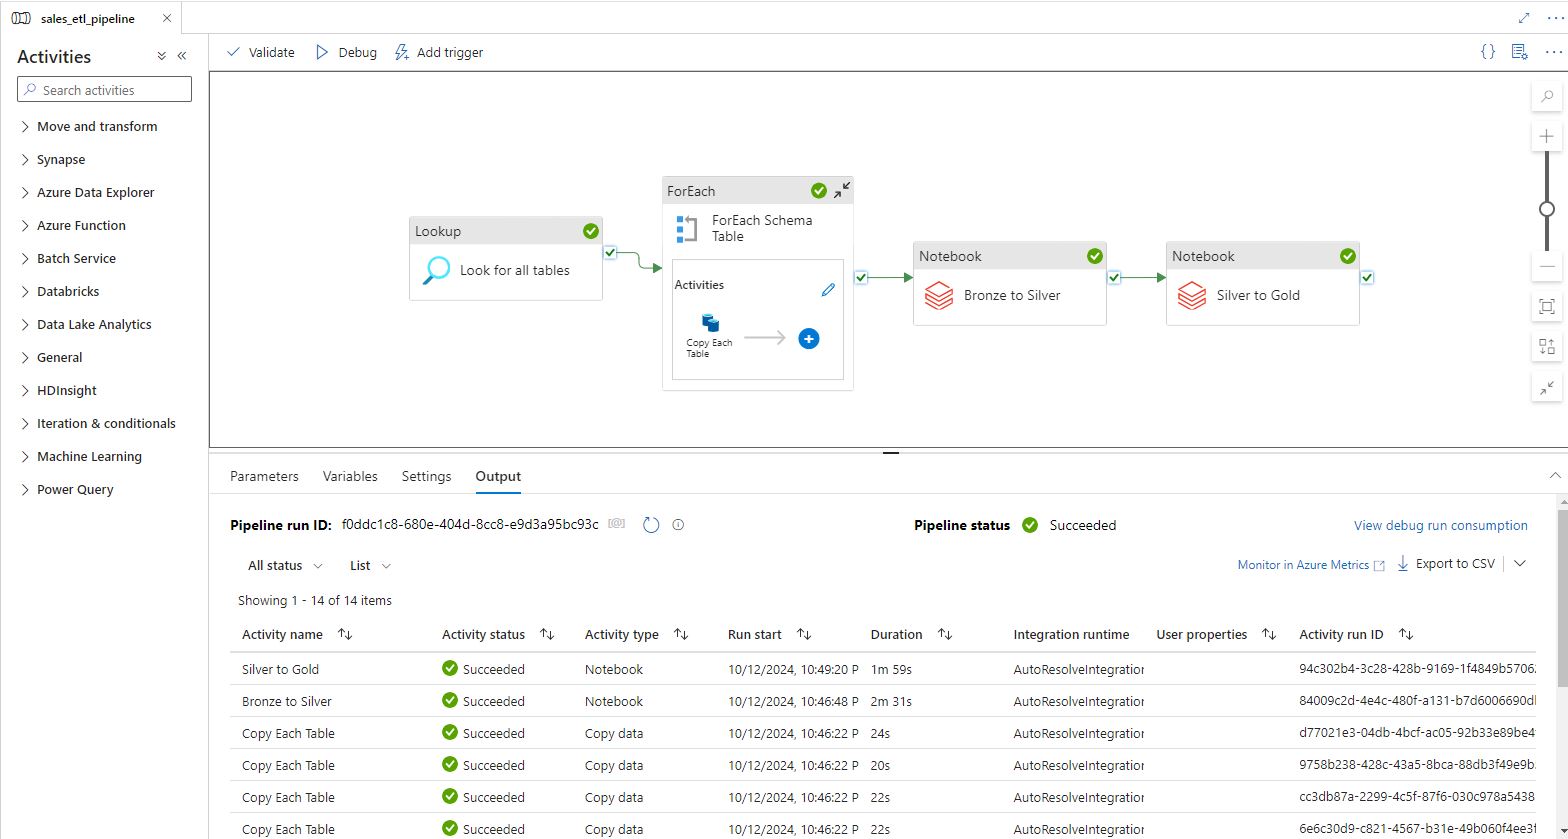 sales_etl_pipeline
Activities
Search activities
Move and transform
Synapse
Azure Data Explorer
Azure Function
Batch Service
Databricks
Data Lake Analytics
General
HDInsight
Iteration & conditionals
Machine Learning
Power Query
Validate Debug Add trigger
Lookup
Look for all tables
ForEach
ForEach Schema
Table
Activities
Copy Each
Table
Notebook
Bronze to Silver
Notebook
Silver to Gold
Parameters Variables Settings Output
Pipeline run ID: f0ddc1c8-680e-404d-8cc8-e9d3a95bc93c Pipeline status Succeeded View debug run consumption
All status List Monitor in Azure Metrics Export to CSV
Showing 1 - 14 of 14 items
Activity name Activity status Activity type Run start Duration Integration runtime User properties Activity run ID
Silver to Gold Succeeded Notebook 10/12/2024, 10:49:20 P 1m 59s AutoResolveIntegration 94c302b4-3c28-428b-9169-1f4849b5706
Bronze to Silver Succeeded Notebook 10/12/2024, 10:46:48 P 2m 31s AutoResolveIntegration 84009c2d-4e4c-480f-a131-b7d6006690d
Copy Each Table Succeeded Copy data 10/12/2024, 10:46:22 P 24s AutoResolveIntegration d77021e3-04db-4bcf-ac05-92b33e89be4
Copy Each Table Succeeded Copy data 10/12/2024, 10:46:22 P 20s AutoResolveIntegration 9758b238-428c-43a5-8bca-88db3f49e9b
Copy Each Table Succeeded Copy data 10/12/2024, 10:46:22 P 22s AutoResolveIntegration cc3db87a-2299-4c5f-87f6-030c978a5438
Copy Each Table Succeeded Copy data 10/12/2024, 10:46:22 P 22s AutoResolveIntegration 6e6c30d9-c821-4567-b31e-49b060f4ee3